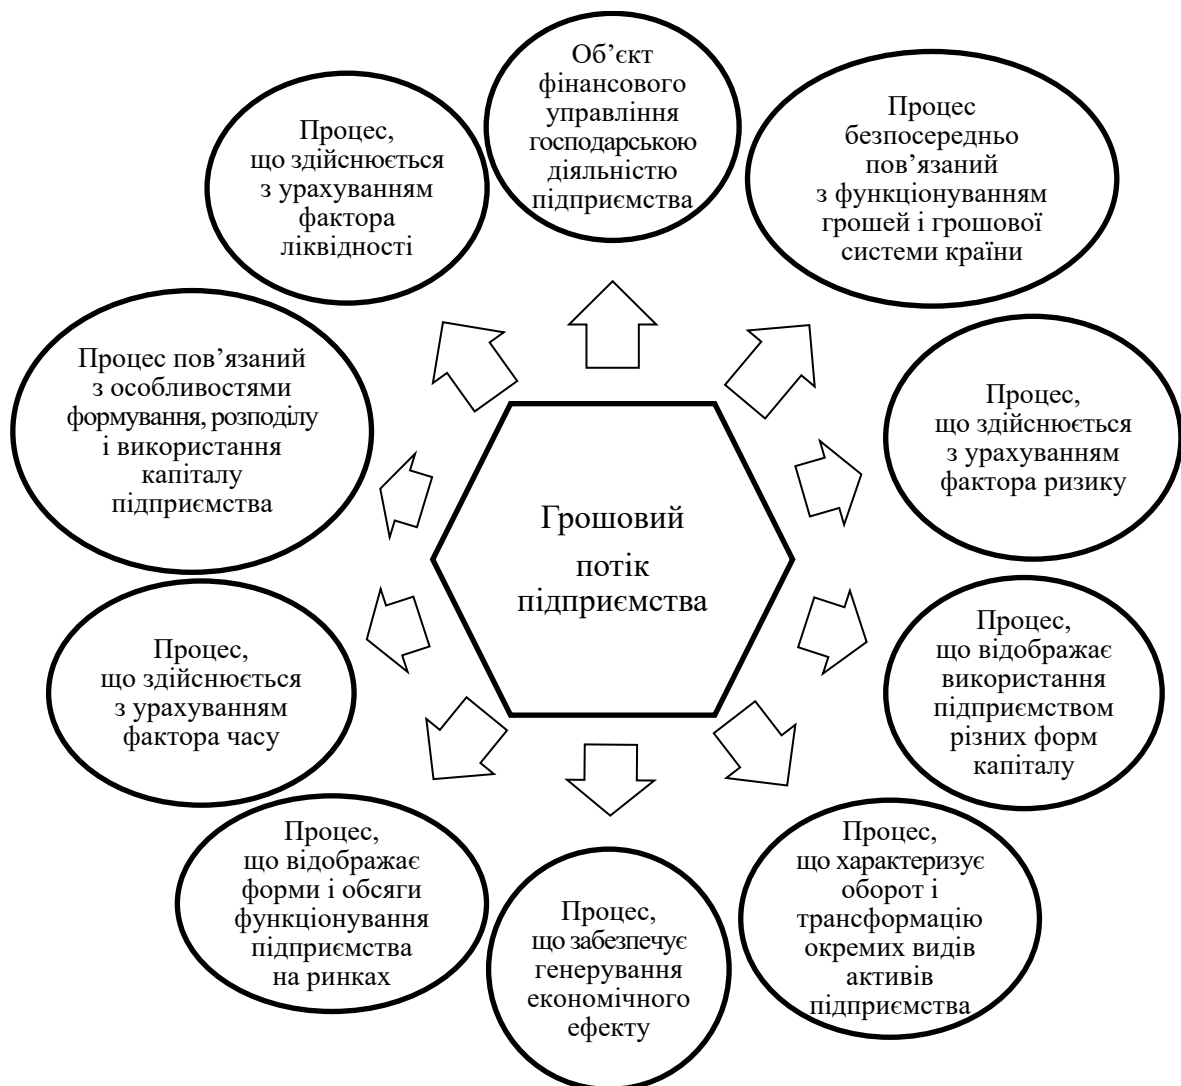 Об’єкт
фінансового
управління
господарською
діяльністю
підприємства
Процес
безпосередньо
пов’язаний
з функціонуванням
грошей і грошової
системи країни
Процес,
що здійснюється
з урахуванням
фактора ризику
Процес,
що відображає
використання
підприємством
різних форм
капіталу
Процес,
що характеризує
оборот і
трансформацію
окремих видів
активів
підприємства
Процес,
що забезпечує
генерування
економічного
ефекту
Процес,
що відображає
форми і обсяги
функціонування
підприємства
на ринках
Процес,
що здійснюється
з урахуванням
фактора часу
Процес пов’язаний
з особливостями
формування, розподілу
і використання
капіталу
підприємства
Процес,
що здійснюється
з урахуванням
фактора
ліквідності
Грошовий
потік
підприємства